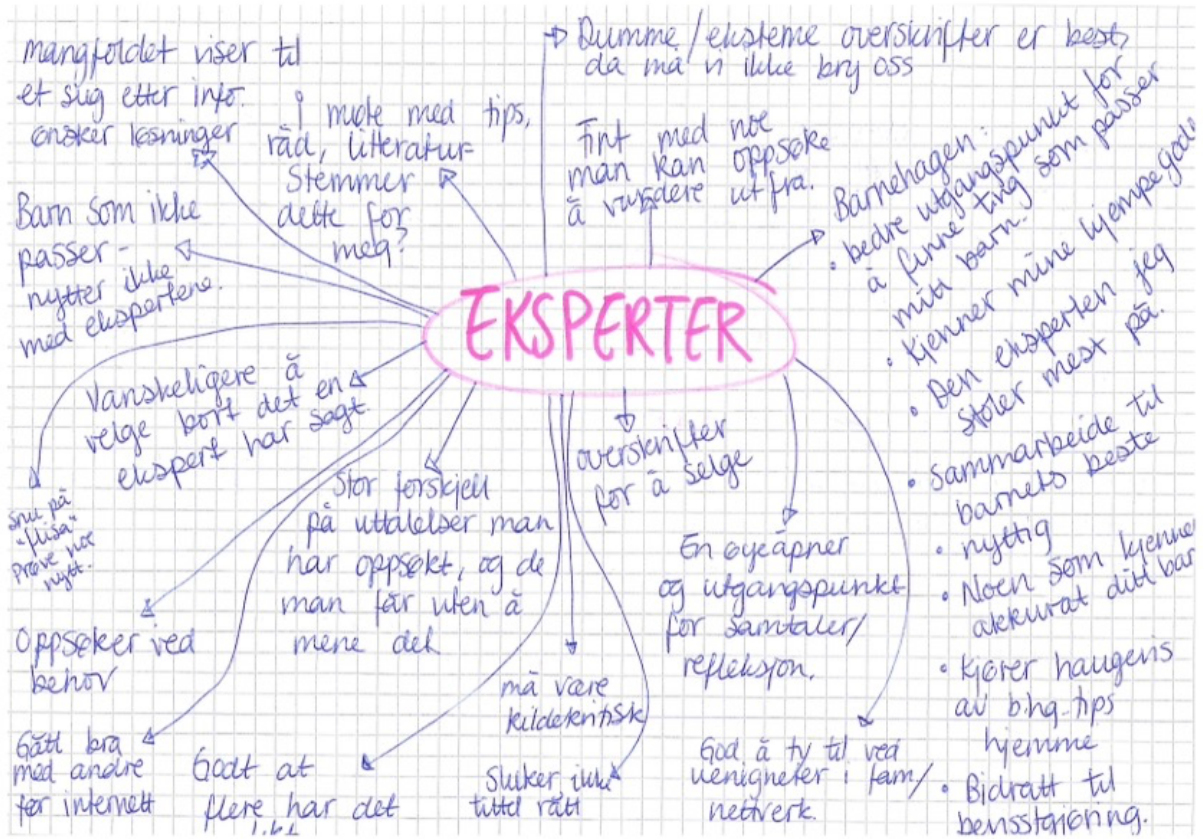 mangfoldet viser til
et sug etter info.
ønsker løsninger
I møte med tips,
råd, litteratur
Stemmer
dette for
meg?
Dumme/eksteme overskrifter er best,
da må vi ikke bry oss
Fint med noe
man kan oppsøke
å vurdere ut fra.
Barnehagen:
• bedre utgangspunkt for
å finne ting som passer
mitt barn.
• Kjenner mine kjempegodt
• Den eksperten jeg
stoler mest på.
• Sammarbeide til
barnets beste
• nyttig
• Noen som kjenner
akkurat ditt bar
• Kjører haugevis
av b.hg. tips
hjemme
• Bidratt til
bevisstgjøring.
Barn som ikke
passer -
nytter ikke
med ekspertene.
EKSPERTER
Vanskeligere å
velge bort det en
ekspert har sagt.
Snu på
"flisa"
Prøve noe
nytt.
Stor forskjell
på uttalelser man
har oppsøkt, og de
man får uten å
mene det
overskrifter
for å selge
En øyeåpner
og utgangspunkt
for samtaler/
refleksjon.
Oppsøker ved
behov
må være
kildekritisk
Gått bra
med andre
før internett
Godt at
flere har det
likt
Sluker ikke
alt rått
God å ty til ved
uenigheter i fam/
nettverk.